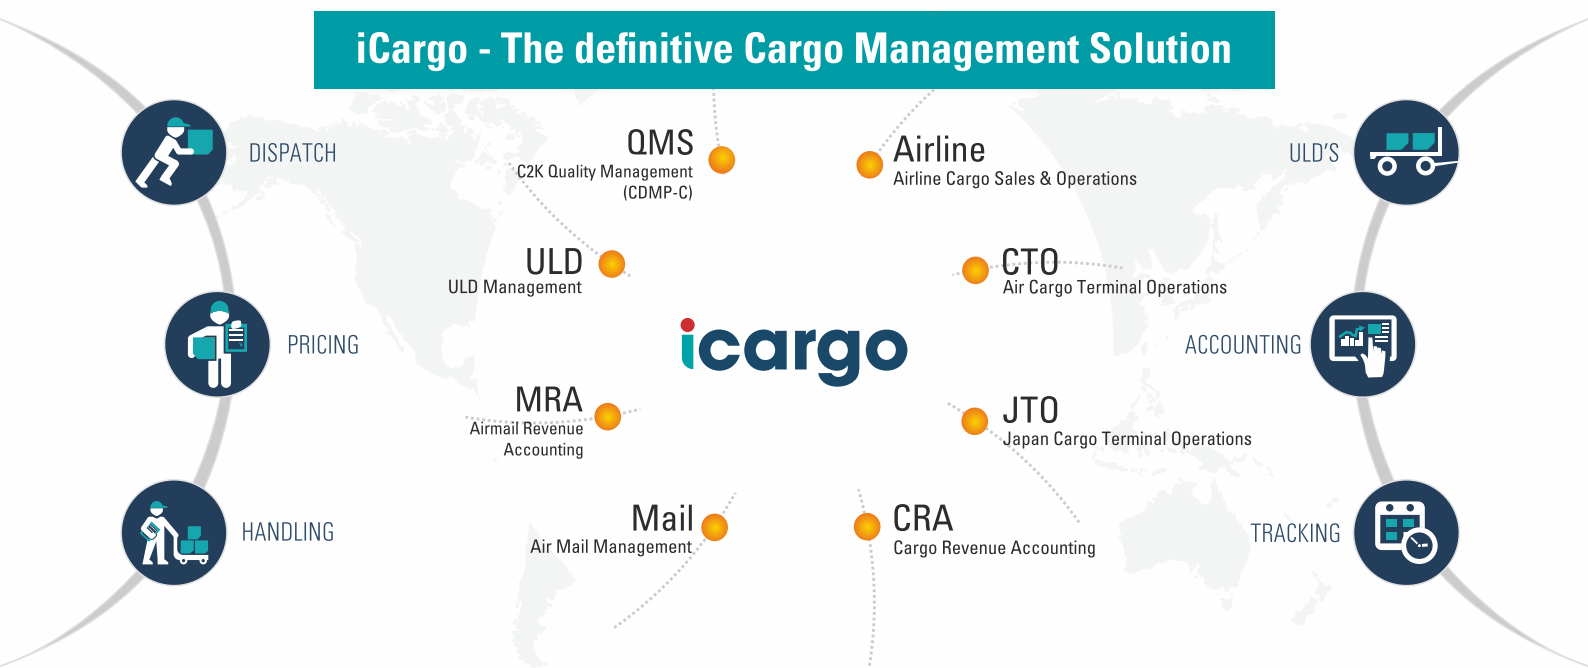 iCargo - The definitive Cargo Management Solution
DISPATCH
PRICING
HANDLING
QMS
C2K Quality Management
(CDMP-C)
ULD
ULD Management
MRA
Airmail Revenue
Accounting
Mail
Air Mail Management
icargo
Airline
Airline Cargo Sales & Operations
CTO
Air Cargo Terminal Operations
JTO
Japan Cargo Terminal Operations
CRA
Cargo Revenue Accounting
ULD'S
ACCOUNTING
TRACKING